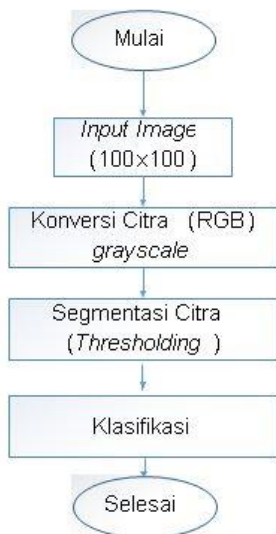 Mulai
Input Image
(100x100)
Konversi Citra (RGB)
grayscale
Segmentasi Citra
(Thresholding )
Klasifikasi
Selesai